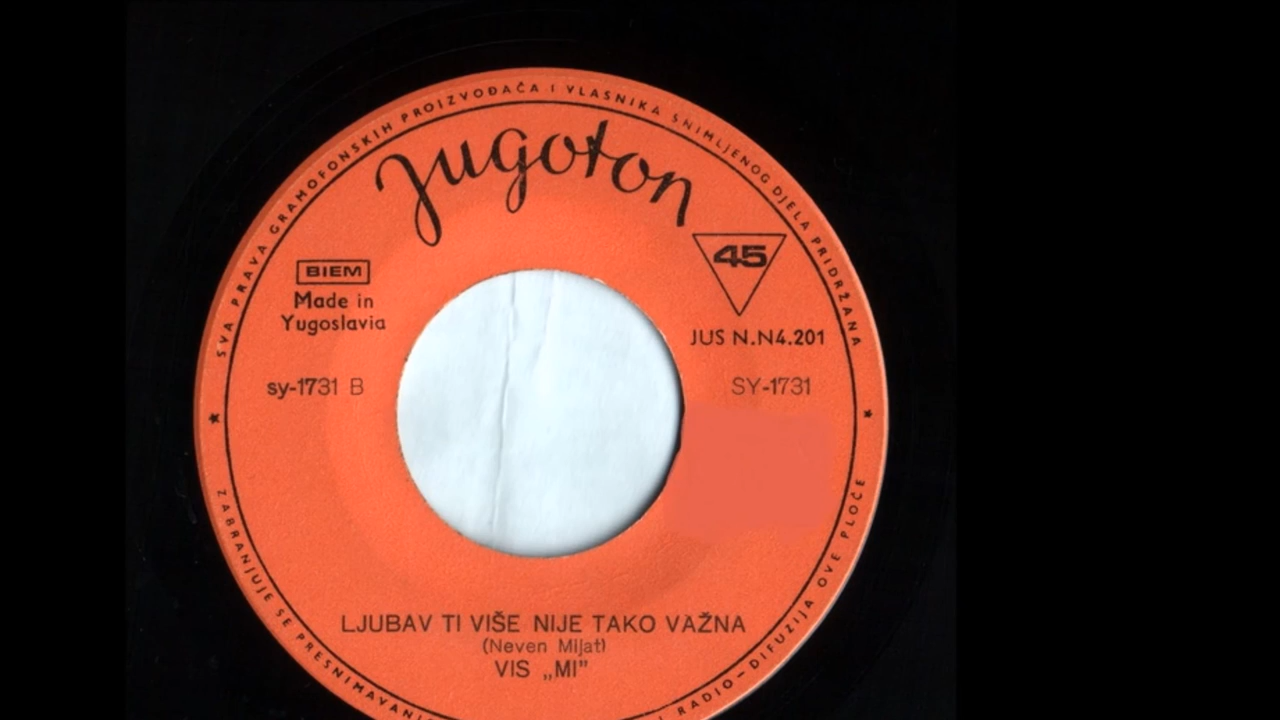 SVA PRAVA GRAMOFONSKIH PROIZVOĐAČA I VLASNIKA SNIMLJENOG DJELA PRIDRŽANA
Jugoton
45
BIEM
Made in
Yugoslavia
JUS N.N4.201
sy-1731 B
SY-1731
LJUBAV TI VIŠE NIJE TAKO VAŽNA
(Neven Mijat)
VIS „MI”
ZABRANJUJE SE PRESNIMAVANJE
I RADIO-DIFUZIJA OVE PLOČE